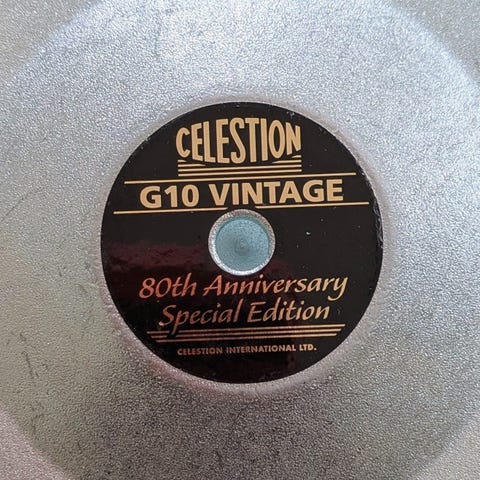 CELESTION
G10 VINTAGE
80th Anniversary
Special Edition
CELESTION INTERNATIONAL LTD.